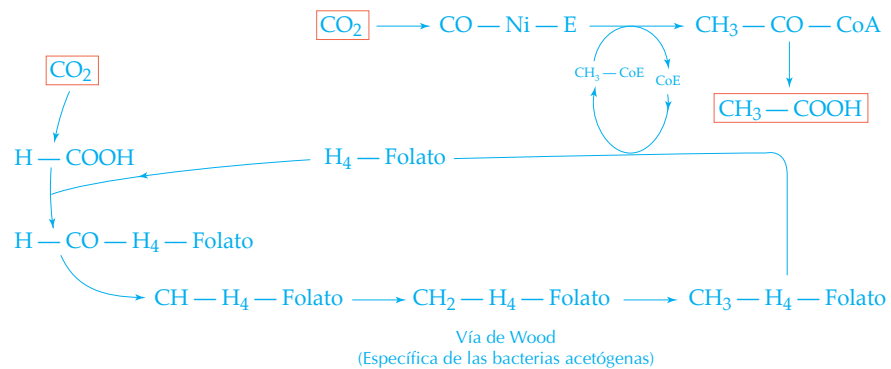 CO₂ CO — Ni — E CH₃ — CO — CoA
CH₃ — CoE CoE
CO₂
CH₃ — COOH
H — COOH H₄ — Folato
H — CO — H₄ — Folato
CH — H₄ — Folato CH₂ — H₄ — Folato CH₃ — H₄ — Folato
Vía de Wood
(Específica de las bacterias acetógenas)